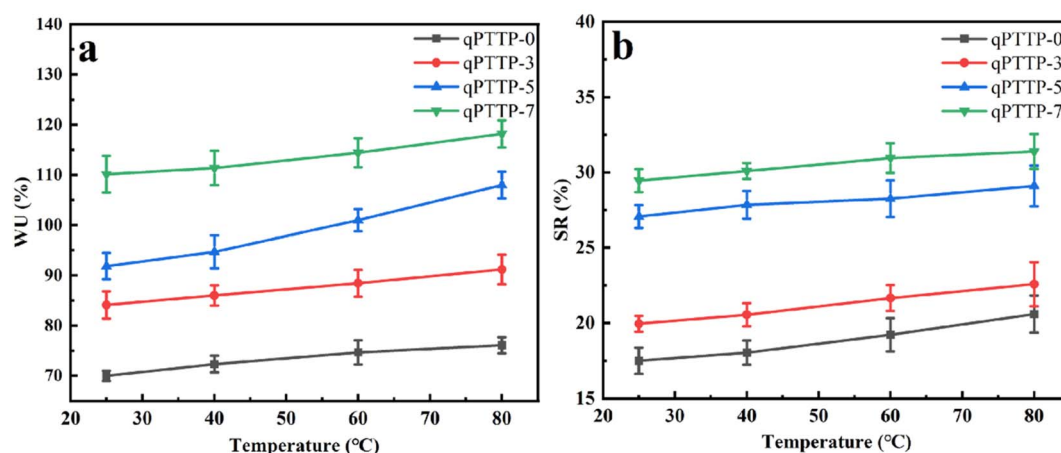 a
qPTTP-0
qPTTP-3
qPTTP-5
qPTTP-7
140
130
120
110
100
90
80
70
WU (%)
20 30 40 50 60 70 80
Temperature (°C)
b
qPTTP-0
qPTTP-3
qPTTP-5
qPTTP-7
40
35
30
25
20
15
SR (%)
20 30 40 50 60 70 80
Temperature (°C)